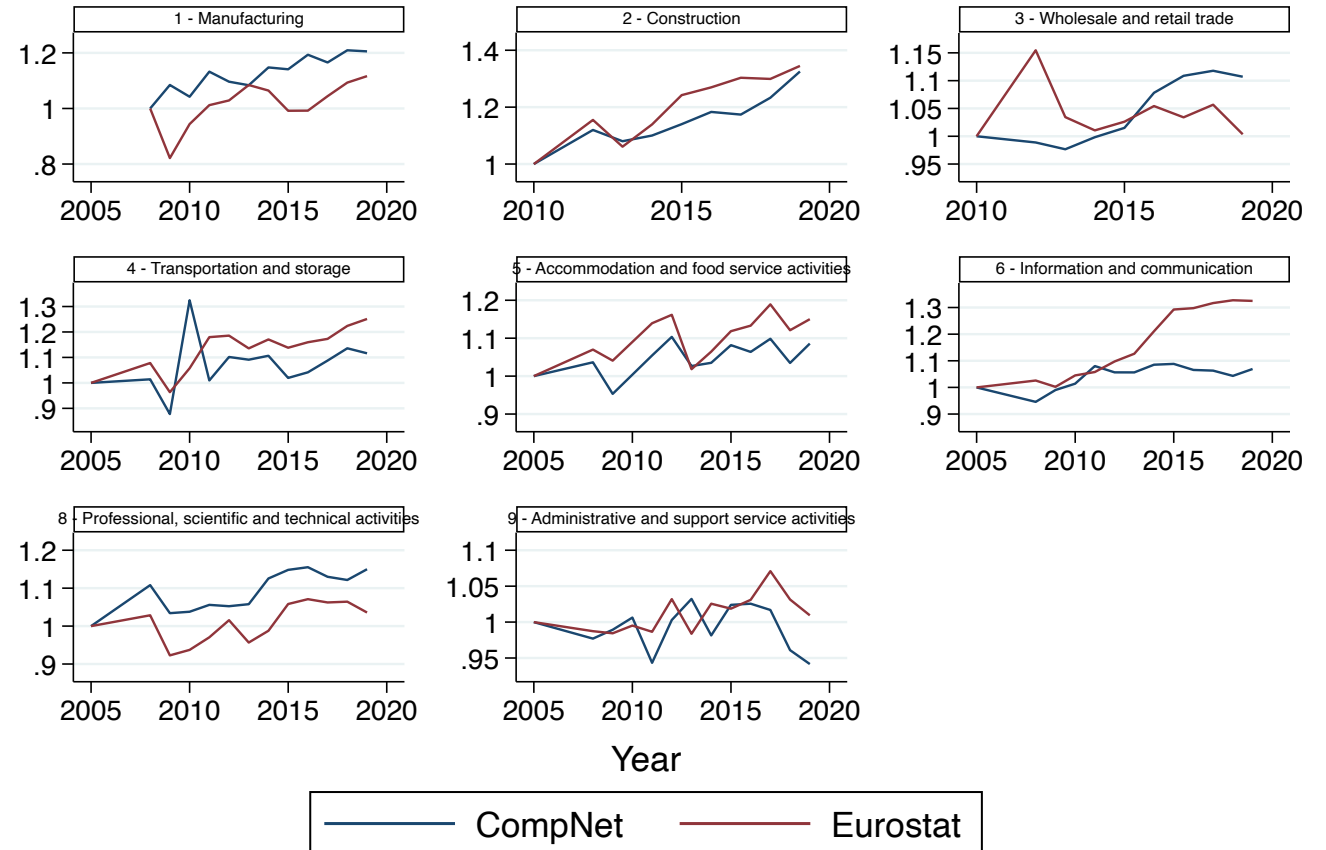 1 - Manufacturing
1.2
1
.8
2005 2010 2015 2020
2 - Construction
1.4
1.2
1
2010 2015 2020
3 - Wholesale and retail trade
1.15
1.1
1.05
1
.95
2010 2015 2020
4 - Transportation and storage
1.3
1.2
1.1
1
.9
2005 2010 2015 2020
5 - Accommodation and food service activities
1.2
1.1
1
.9
2005 2010 2015 2020
6 - Information and communication
1.3
1.2
1.1
1
.9
2005 2010 2015 2020
8 - Professional, scientific and technical activities
1.2
1.1
1
.9
2005 2010 2015 2020
9 - Administrative and support service activities
1.1
1.05
1
.95
2005 2010 2015 2020
Year
CompNet Eurostat